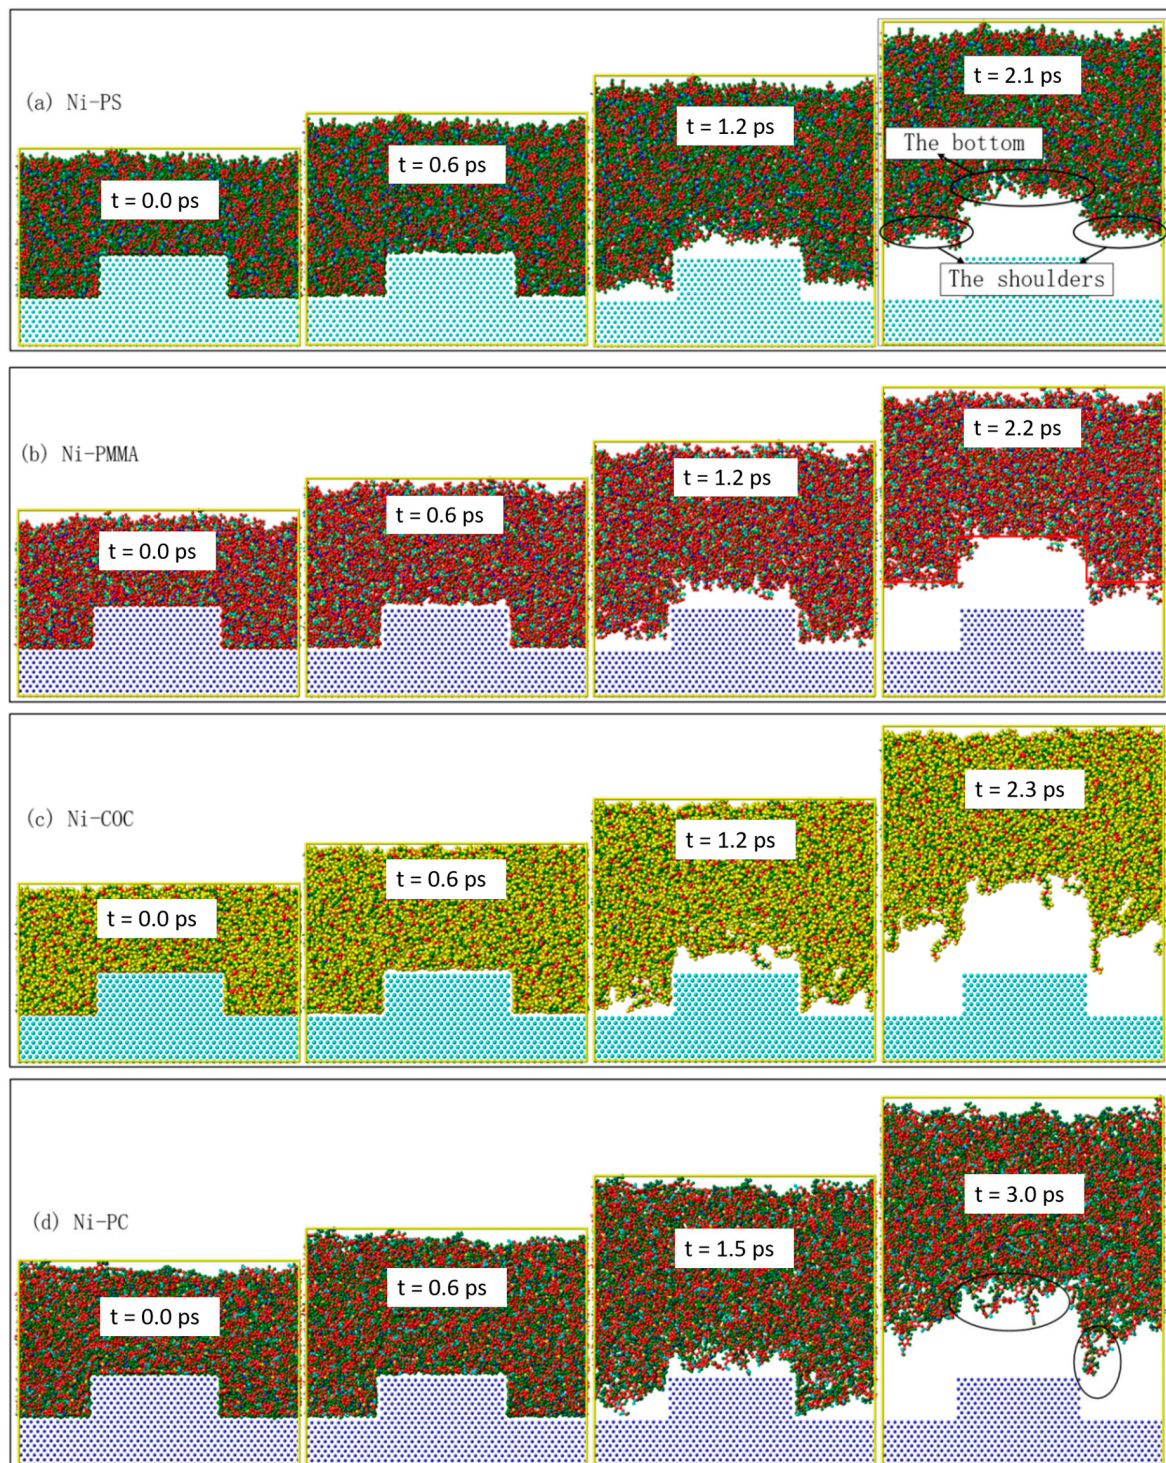 (a) Ni-PS
t = 0.0 ps
t = 0.6 ps
t = 1.2 ps
t = 2.1 ps
The bottom
The shoulders
(b) Ni-PMMA
t = 0.0 ps
t = 0.6 ps
t = 1.2 ps
t = 2.2 ps
(c) Ni-COC
t = 0.0 ps
t = 0.6 ps
t = 1.2 ps
t = 2.3 ps
(d) Ni-PC
t = 0.0 ps
t = 0.6 ps
t = 1.5 ps
t = 3.0 ps